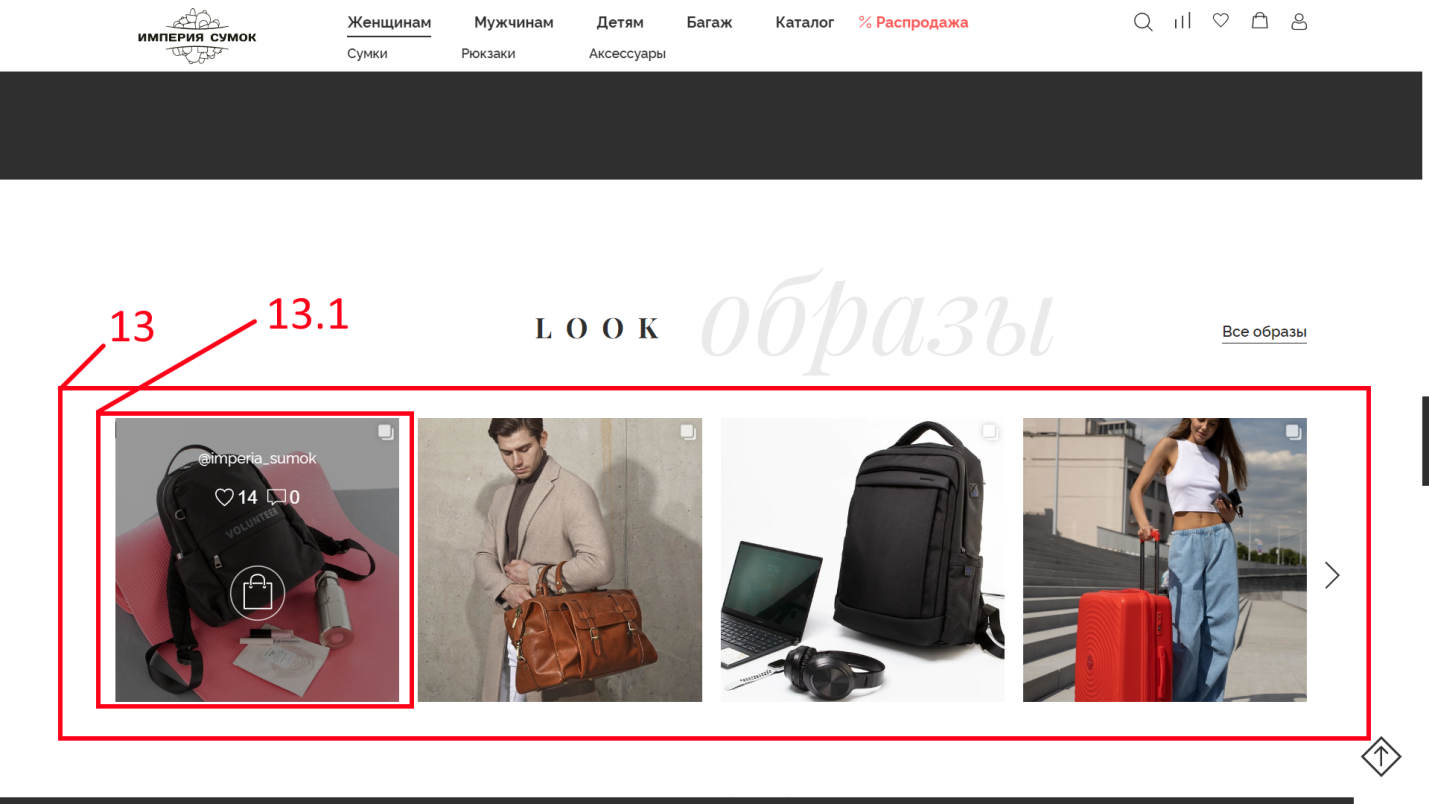 ИМПЕРИЯ СУМОК
Женщинам Мужчинам Детям Багаж Каталог % Распродажа
Сумки Рюкзаки Аксессуары
13 13.1
LOOK образы
Все образы
@imperia_sumok
14 0
VOLUNTEER